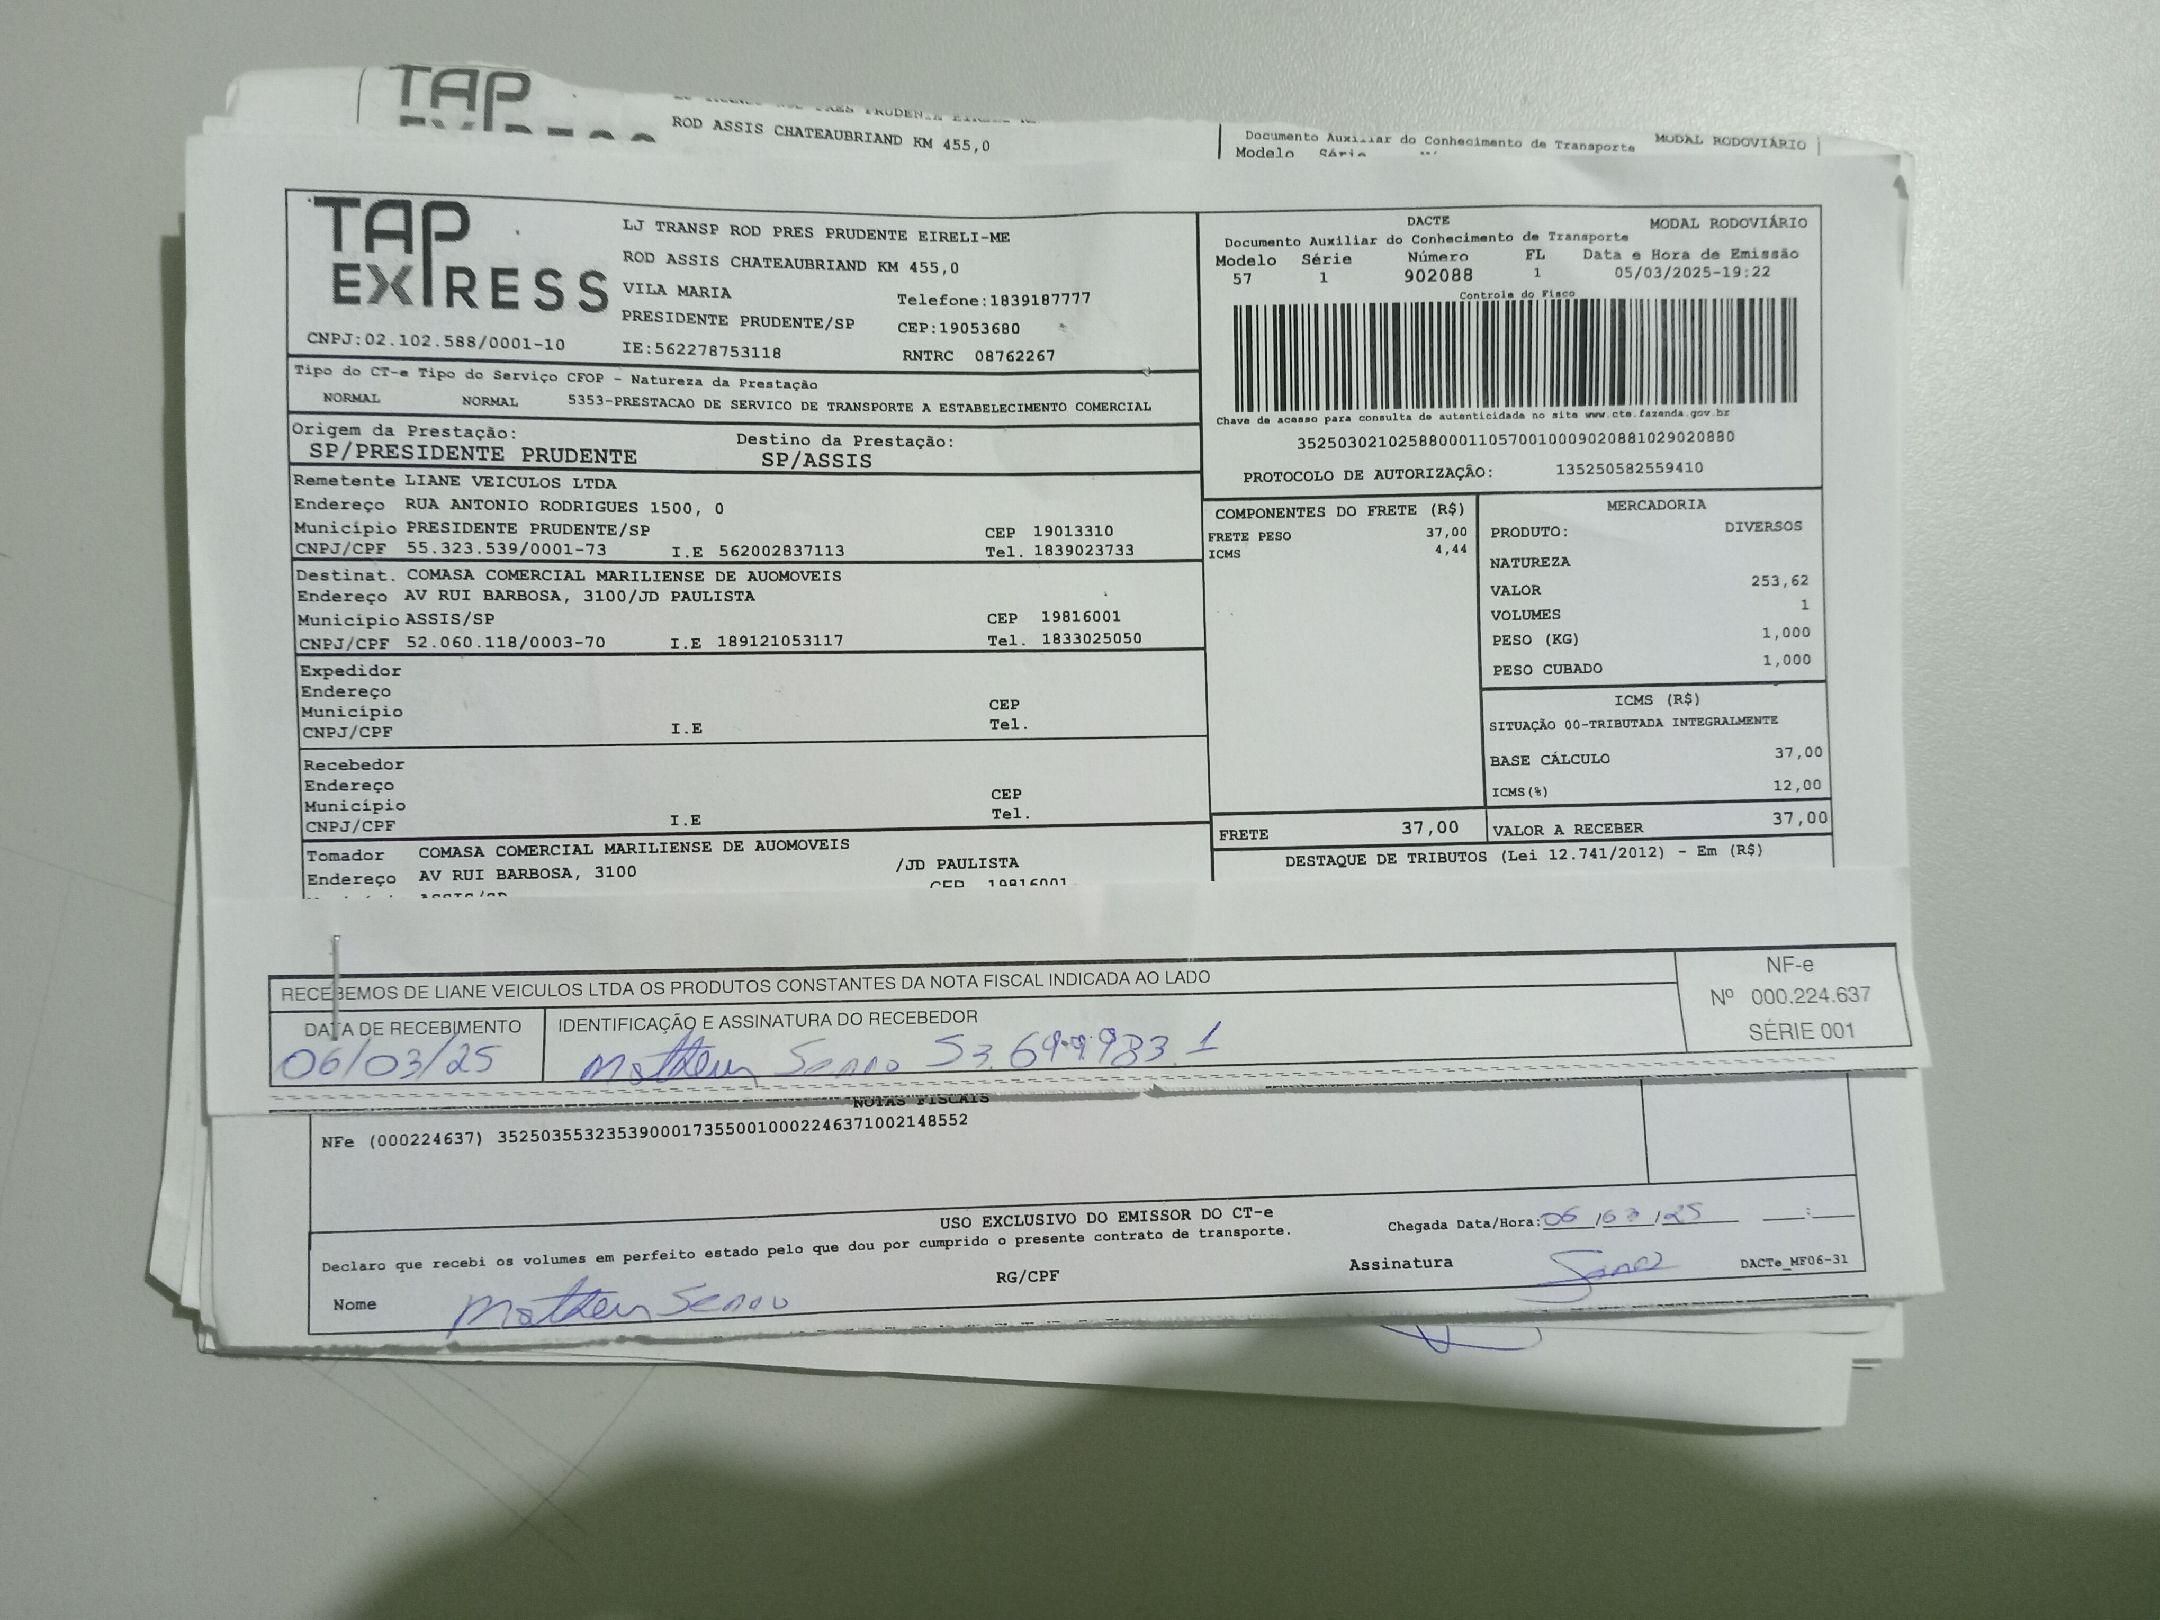 TAP
ROD ASSIS CHATEAUBRIAND KM 455,0
Documento Auxiliar do Conhecimento de Transporte MODAL RODOVIÁRIO
Modelo Série
TAP EXPRESS
LJ TRANSP ROD PRES PRUDENTE EIRELI-ME
ROD ASSIS CHATEAUBRIAND KM 455,0
VILA MARIA Telefone:1839187777
PRESIDENTE PRUDENTE/SP CEP:19053680
CNPJ:02.102.588/0001-10 IE:562278753118 RNTRC 08762267
DACTE MODAL RODOVIÁRIO
Documento Auxiliar do Conhecimento de Transporte
Modelo Série Número FL Data e Hora de Emissão
57 1 902088 1 05/03/2025-19:22
Controle do Fisco
Chave de acesso para consulta de autenticidade no site www.cte.fazenda.gov.br
35250302102588000110570010009020881029020880
PROTOCOLO DE AUTORIZAÇÃO: 135250582559410
Tipo do CT-e Tipo do Serviço CFOP - Natureza da Prestação
NORMAL NORMAL 5353-PRESTACAO DE SERVICO DE TRANSPORTE A ESTABELECIMENTO COMERCIAL
Origem da Prestação: Destino da Prestação:
SP/PRESIDENTE PRUDENTE SP/ASSIS
Remetente LIANE VEICULOS LTDA
Endereço RUA ANTONIO RODRIGUES 1500, 0
Município PRESIDENTE PRUDENTE/SP CEP 19013310
CNPJ/CPF 55.323.539/0001-73 I.E 562002837113 Tel. 1839023733
Destinat. COMASA COMERCIAL MARILIENSE DE AUOMOVEIS
Endereço AV RUI BARBOSA, 3100/JD PAULISTA
Município ASSIS/SP CEP 19816001
CNPJ/CPF 52.060.118/0003-70 I.E 189121053117 Tel. 1833025050
Expedidor
Endereço
Município CEP
CNPJ/CPF I.E Tel.
Recebedor
Endereço
Município CEP
CNPJ/CPF I.E Tel.
Tomador COMASA COMERCIAL MARILIENSE DE AUOMOVEIS
Endereço AV RUI BARBOSA, 3100 /JD PAULISTA
CEP 19816001
COMPONENTES DO FRETE (R$)
FRETE PESO 37,00
ICMS 4,44
FRETE 37,00
MERCADORIA
PRODUTO: DIVERSOS
NATUREZA
VALOR 253,62
VOLUMES 1
PESO (KG) 1,000
PESO CUBADO 1,000
ICMS (R$)
SITUAÇÃO 00-TRIBUTADA INTEGRALMENTE
BASE CÁLCULO 37,00
ICMS(%) 12,00
VALOR A RECEBER 37,00
DESTAQUE DE TRIBUTOS (Lei 12.741/2012) - Em (R$)
RECEBEMOS DE LIANE VEICULOS LTDA OS PRODUTOS CONSTANTES DA NOTA FISCAL INDICADA AO LADO
DATA DE RECEBIMENTO IDENTIFICAÇÃO E ASSINATURA DO RECEBEDOR
06/03/25
NF-e
Nº 000.224.637
SÉRIE 001
NOTAS FISCAIS
NFe (000224637) 35250355323539000173550010002246371002148552
USO EXCLUSIVO DO EMISSOR DO CT-e
Declaro que recebi os volumes em perfeito estado pelo que dou por cumprido o presente contrato de transporte.
Chegada Data/Hora: 06/03/25 __:__
Nome RG/CPF Assinatura DACTe_MF06-31